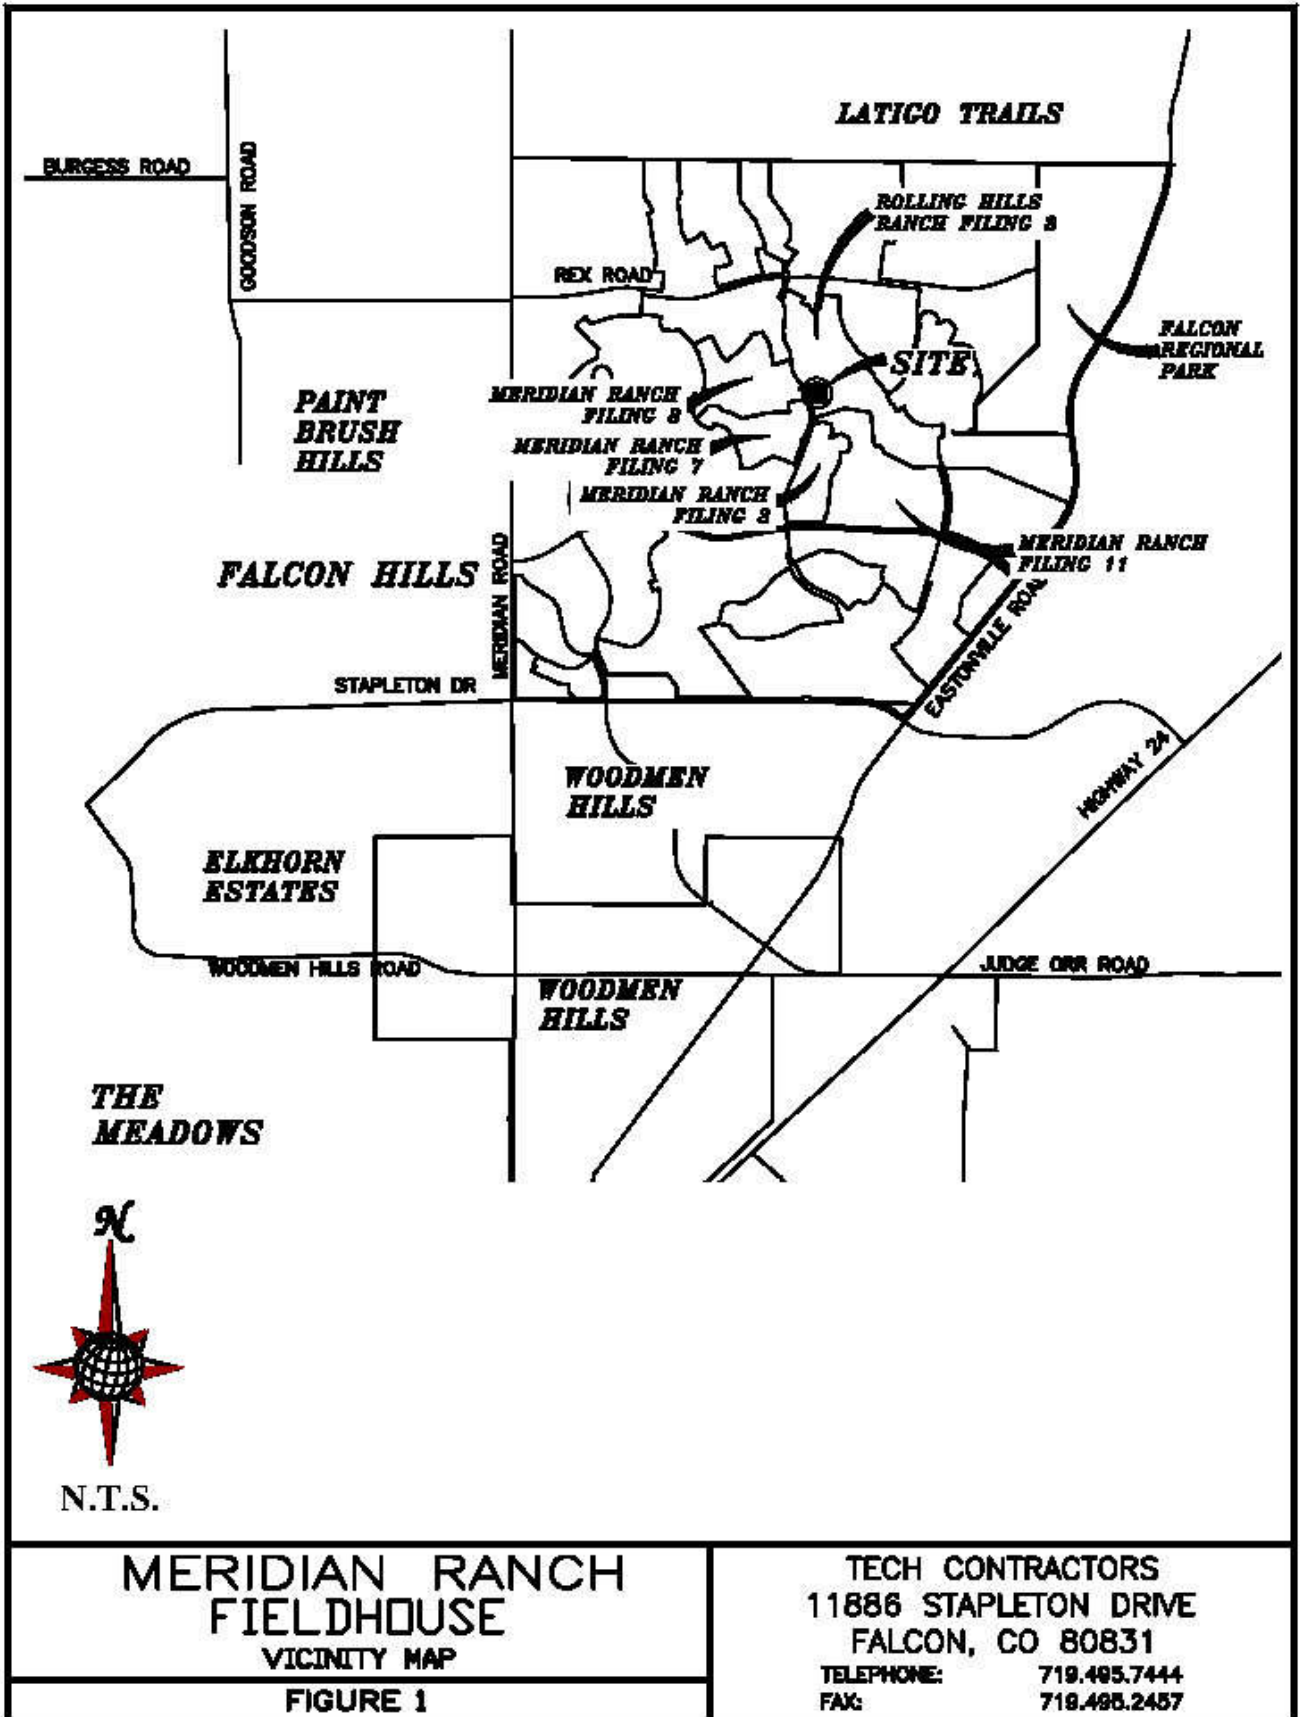 LATIGO TRAILS
BURGESS ROAD
GOODSON ROAD
ROLLING HILLS
RANCH FILING 3
REX ROAD
FALCON
REGIONAL
PARK
SITE
MERIDIAN RANCH
FILING 8
PAINT
BRUSH
HILLS
MERIDIAN RANCH
FILING 7
MERIDIAN RANCH
FILING 3
MERIDIAN RANCH
FILING 11
MERIDIAN ROAD
FALCON HILLS
EASTONVILLE ROAD
STAPLETON DR
HIGHWAY 24
WOODMEN
HILLS
ELKHORN
ESTATES
WOODMEN HILLS ROAD
JUDGE ORR ROAD
WOODMEN
HILLS
THE
MEADOWS
N
N.T.S.
MERIDIAN RANCH
FIELDHOUSE
VICINITY MAP
FIGURE 1
TECH CONTRACTORS
11886 STAPLETON DRIVE
FALCON, CO 80831
TELEPHONE: 719.495.7444
FAX: 719.495.2457